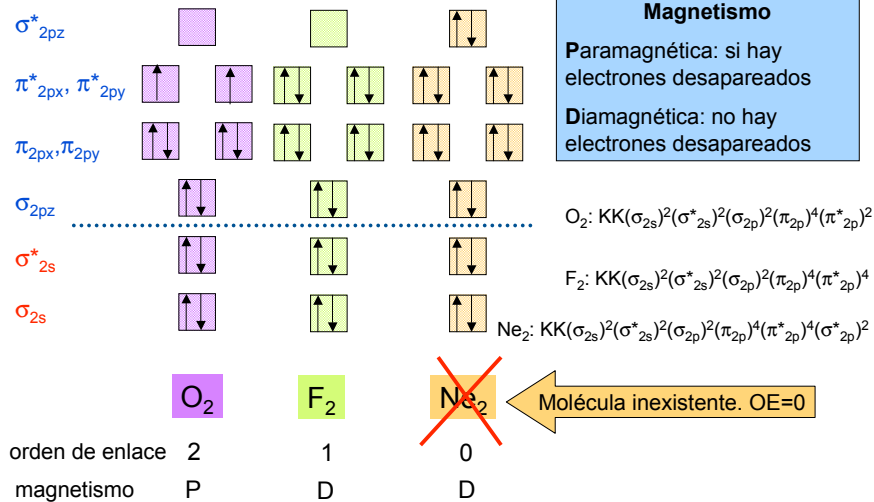 σ*2pz
Magnetismo
Paramagnética: si hay
electrones desapareados
Diamagnética: no hay
electrones desapareados
π*2px, π*2py
π2px,π2py
σ2pz
σ*2s
σ2s
O2: KK(σ2s)²(σ*2s)²(σ2p)²(π2p)⁴(π*2p)²
F2: KK(σ2s)²(σ*2s)²(σ2p)²(π2p)⁴(π*2p)⁴
Ne2: KK(σ2s)²(σ*2s)²(σ2p)²(π2p)⁴(π*2p)⁴(σ*2p)²
O2 F2 Ne2
Molécula inexistente. OE=0
orden de enlace 2 1 0
magnetismo P D D